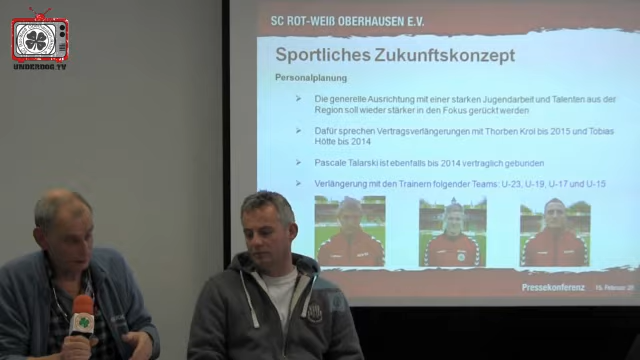 UNDERDOG.TV
SC ROT-WEIß OBERHAUSEN E.V.
Sportliches Zukunftskonzept
Personalplanung
Die generelle Ausrichtung mit einer starken Jugendarbeit und Talenten aus der
Region soll wieder stärker in den Fokus gerückt werden
Dafür sprechen Vertragsverlängerungen mit Thorben Krol bis 2015 und Tobias
Hötte bis 2014
Pascale Talarski ist ebenfalls bis 2014 vertraglich gebunden
Verlängerung mit den Trainern folgender Teams: U-23, U-19, U-17 und U-15
Pressekonferenz
15. Februar 20